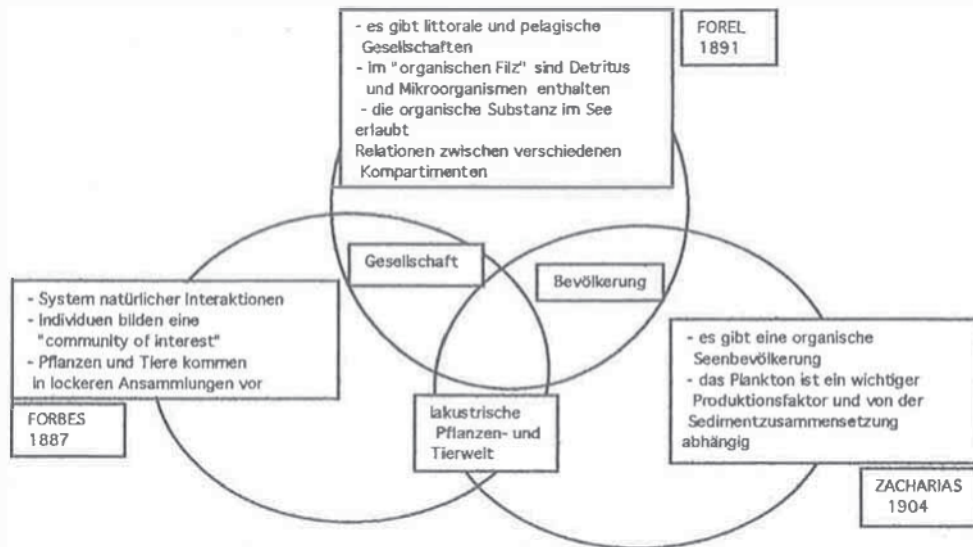 - es gibt littorale und pelagische
Gesellschaften
- im "organischen Filz" sind Detritus
und Mikroorganismen enthalten
- die organische Substanz im See
erlaubt
Relationen zwischen verschiedenen
Kompartimenten
FOREL
1891
Gesellschaft
Bevölkerung
- System natürlicher Interaktionen
- Individuen bilden eine
"community of interest"
- Pflanzen und Tiere kommen
in lockeren Ansammlungen vor
FORBES
1887
- es gibt eine organische
Seenbevölkerung
- das Plankton ist ein wichtiger
Produktionsfaktor und von der
Sedimentzusammensetzung
abhängig
lakustrische
Pflanzen- und
Tierwelt
ZACHARIAS
1904